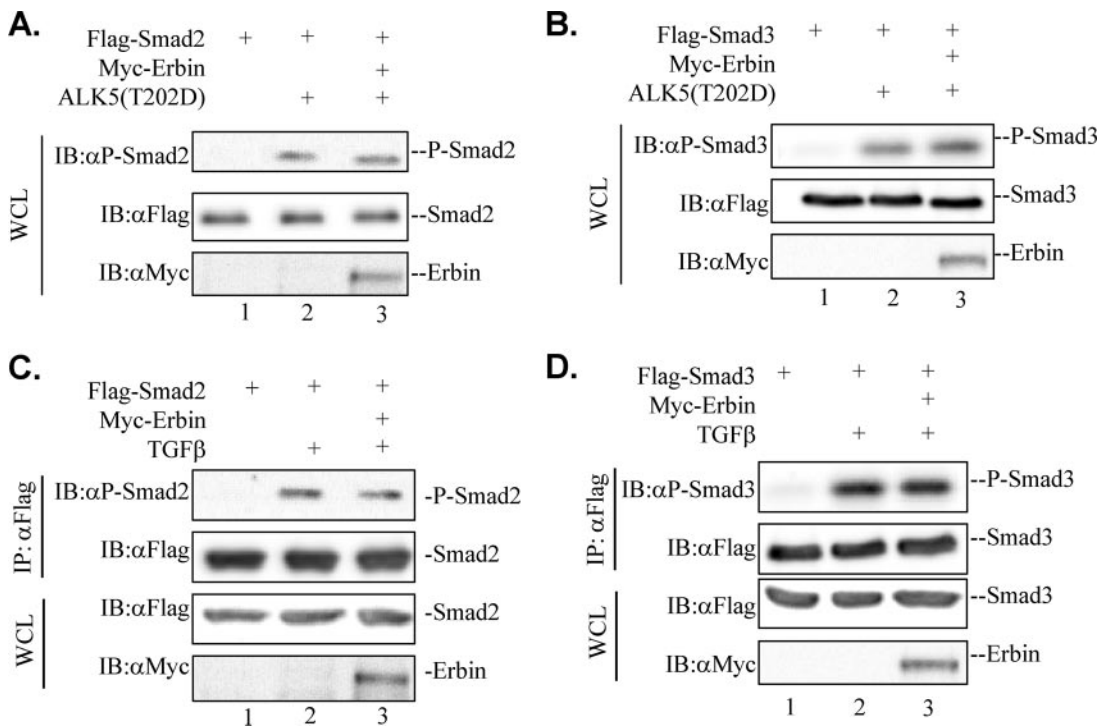 A.
Flag-Smad2 + + +
Myc-Erbin +
ALK5(T202D) + +
WCL
IB:αP-Smad2 --P-Smad2
IB:αFlag --Smad2
IB:αMyc --Erbin
1 2 3
B.
Flag-Smad3 + + +
Myc-Erbin +
ALK5(T202D) + +
WCL
IB:αP-Smad3 --P-Smad3
IB:αFlag --Smad3
IB:αMyc --Erbin
1 2 3
C.
Flag-Smad2 + + +
Myc-Erbin +
TGFβ + +
IP: αFlag
IB:αP-Smad2 -P-Smad2
IB:αFlag -Smad2
WCL
IB:αFlag -Smad2
IB:αMyc -Erbin
1 2 3
D.
Flag-Smad3 + + +
Myc-Erbin +
TGFβ + +
IP: αFlag
IB:αP-Smad3 --P-Smad3
IB:αFlag --Smad3
WCL
IB:αFlag --Smad3
IB:αMyc --Erbin
1 2 3